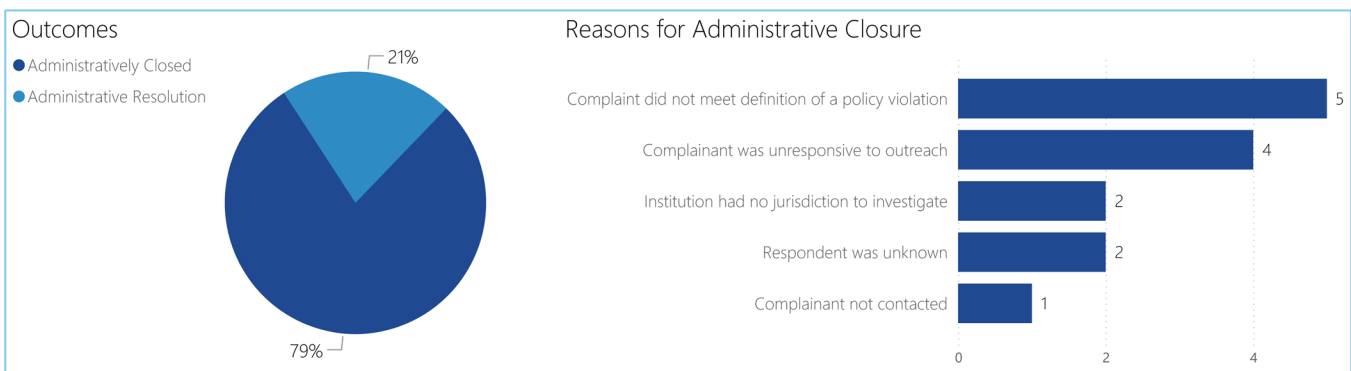 Outcomes
Administratively Closed
Administrative Resolution
21%
79%
Reasons for Administrative Closure
Complaint did not meet definition of a policy violation 5
Complainant was unresponsive to outreach 4
Institution had no jurisdiction to investigate 2
Respondent was unknown 2
Complainant not contacted 1
0 2 4